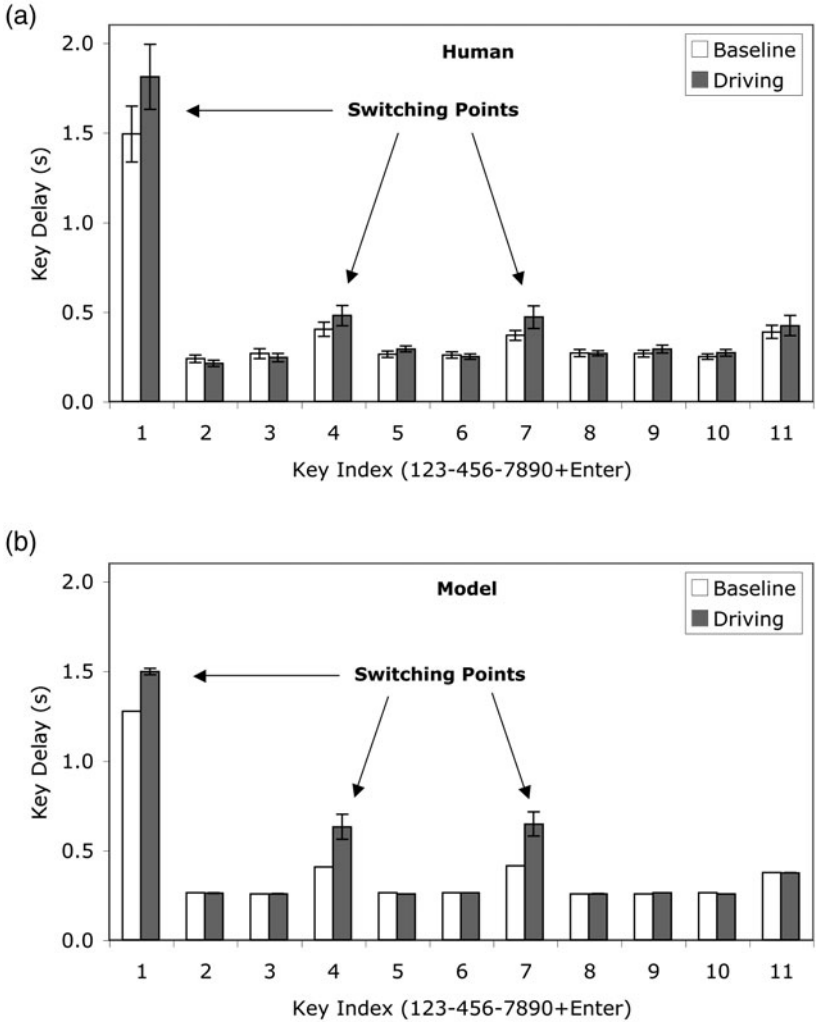 (a)
Human
Baseline
Driving
Switching Points
Key Delay (s)
2.0
1.5
1.0
0.5
0.0
1 2 3 4 5 6 7 8 9 10 11
Key Index (123-456-7890+Enter)
(b)
Model
Baseline
Driving
Switching Points
Key Delay (s)
2.0
1.5
1.0
0.5
0.0
1 2 3 4 5 6 7 8 9 10 11
Key Index (123-456-7890+Enter)